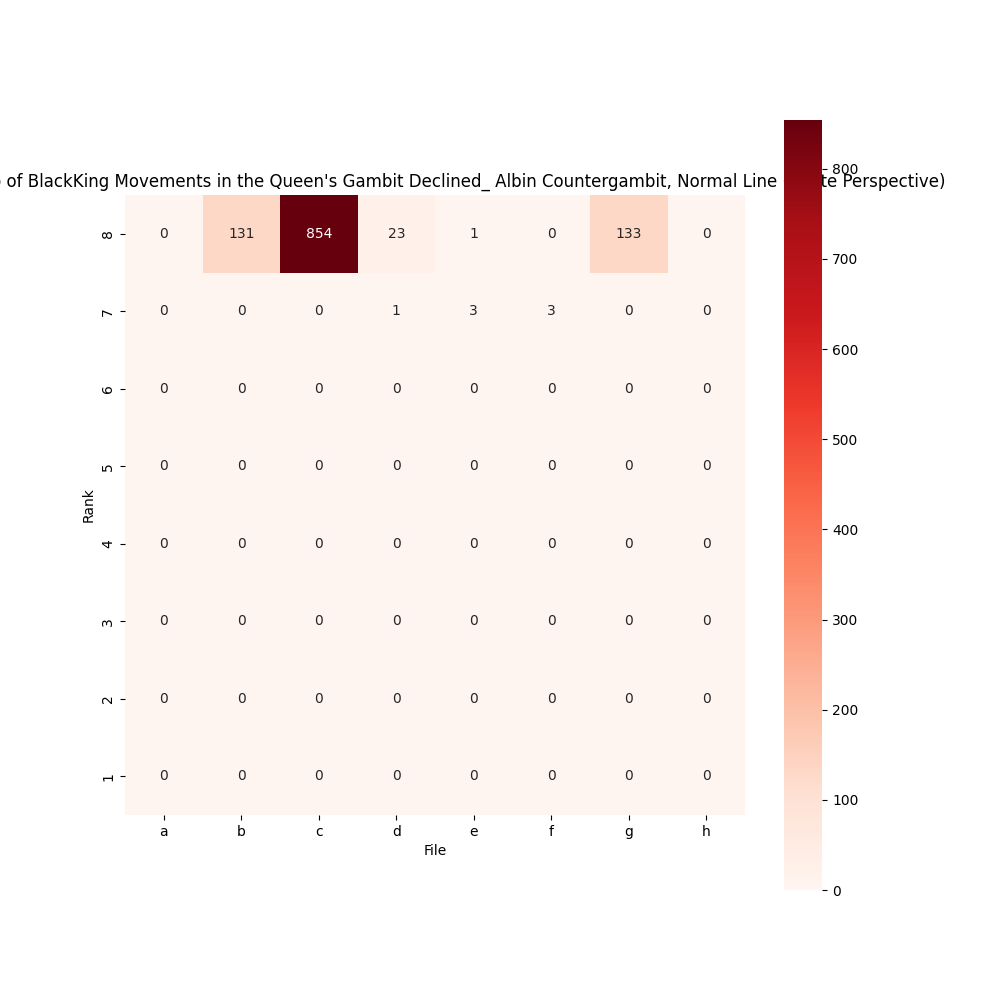 of BlackKing Movements in the Queen's Gambit Declined_ Albin Countergambit, Normal Line te Perspective)
8 0 131 854 23 1 0 133 0
7 0 0 0 1 3 3 0 0
6 0 0 0 0 0 0 0 0
5 0 0 0 0 0 0 0 0
4 0 0 0 0 0 0 0 0
3 0 0 0 0 0 0 0 0
2 0 0 0 0 0 0 0 0
1 0 0 0 0 0 0 0 0
a b c d e f g h
File
Rank
800
700
600
500
400
300
200
100
0